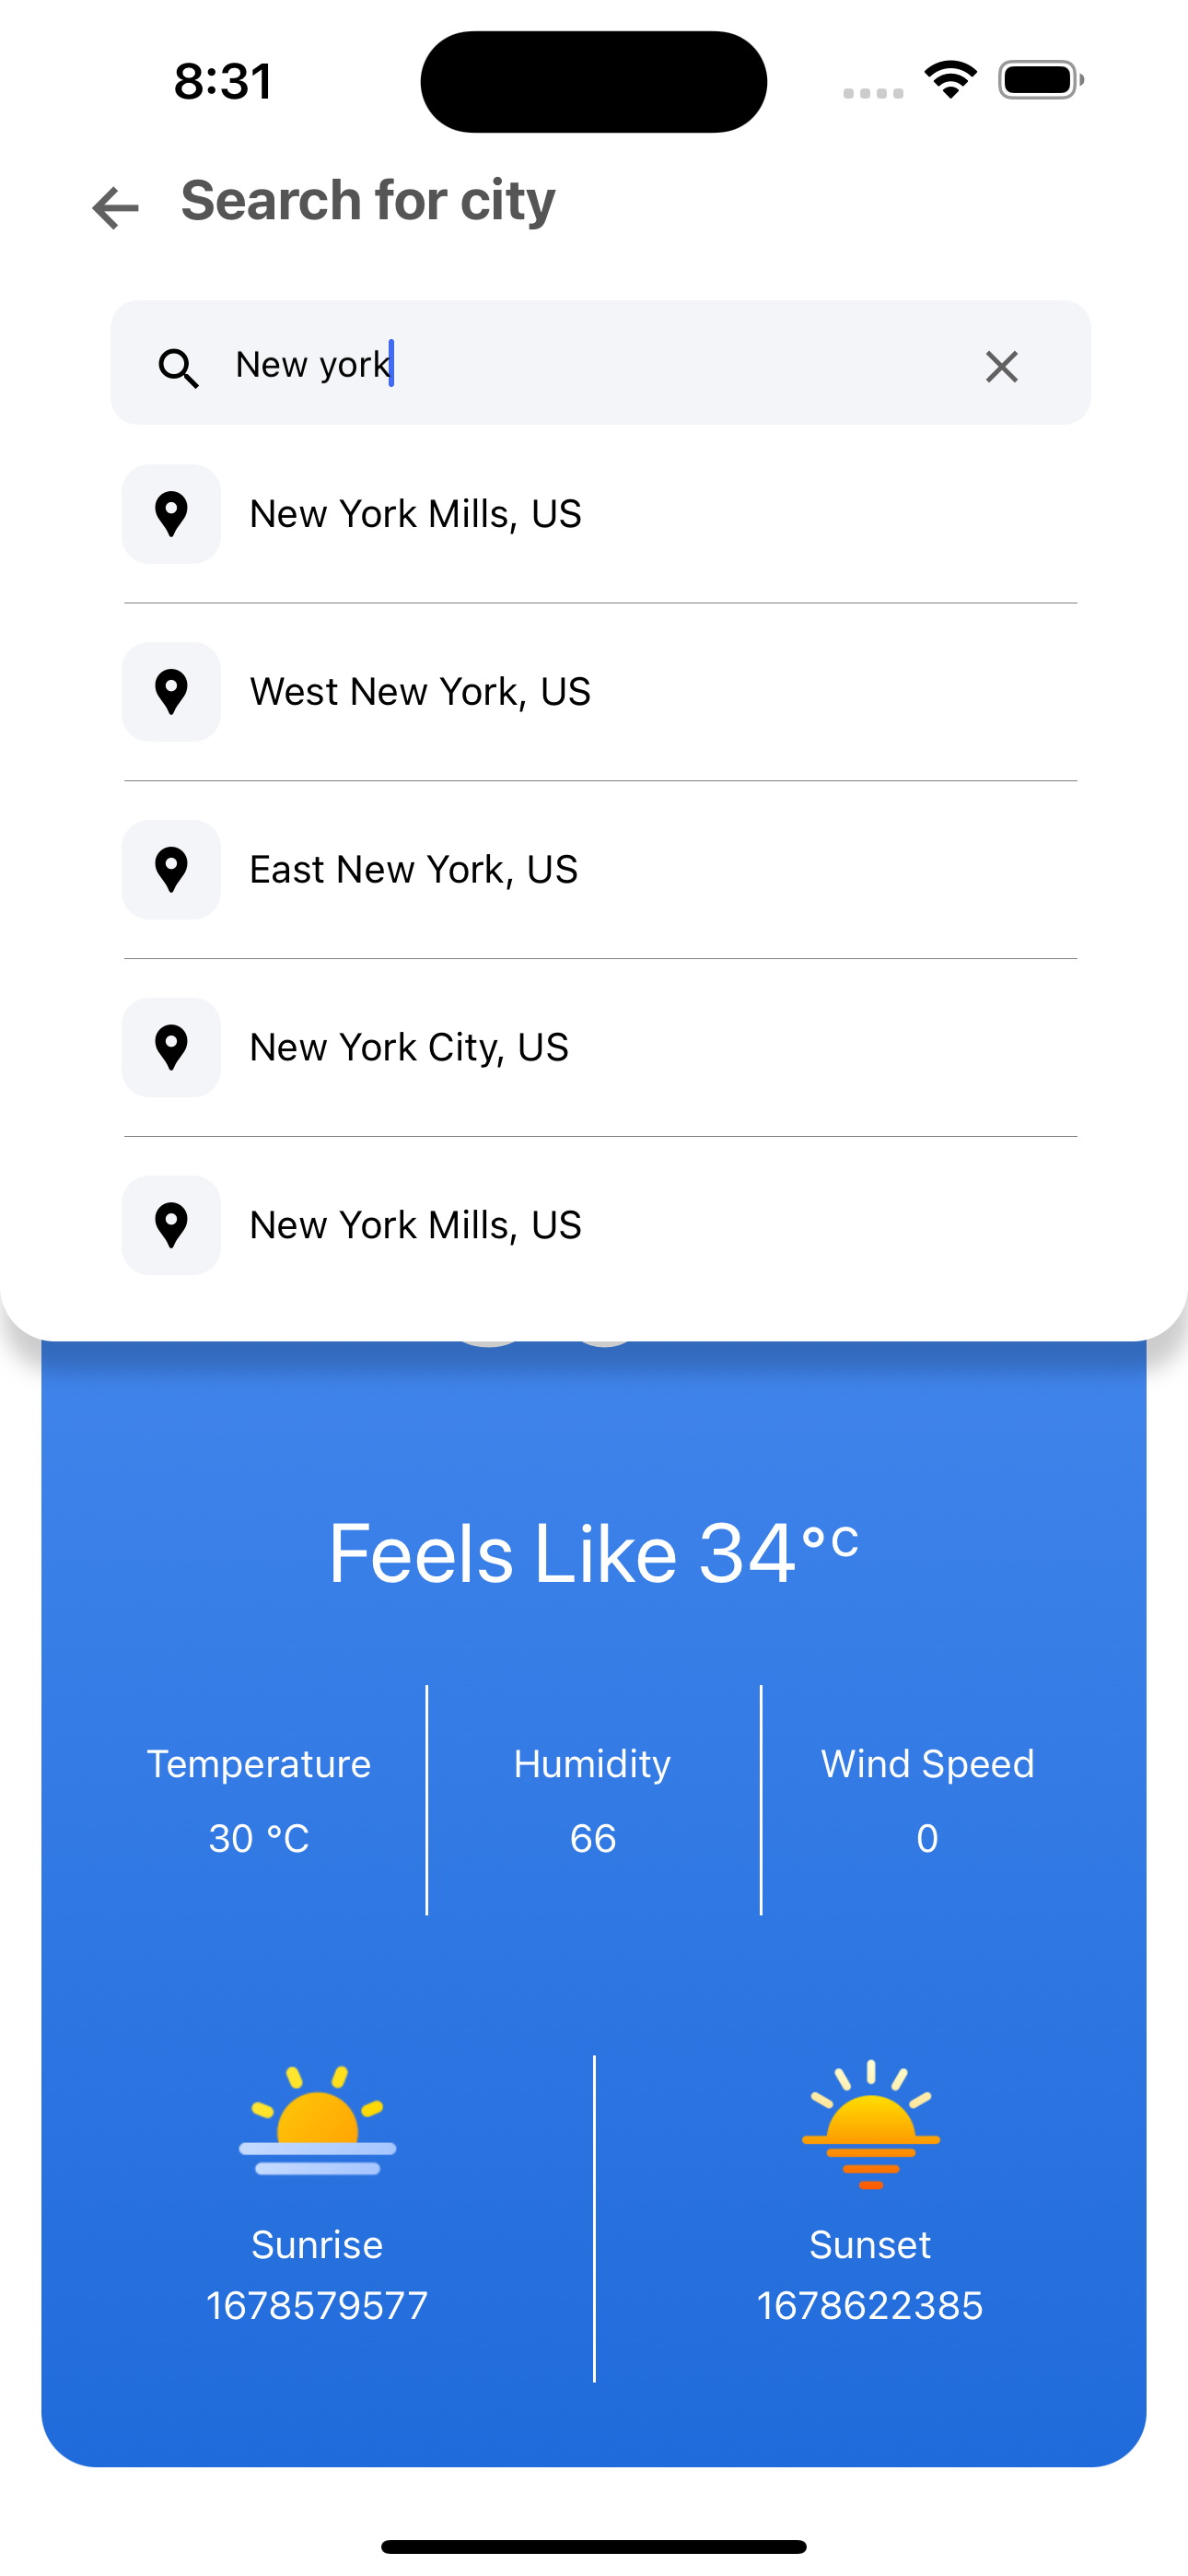 8:31
Search for city
New york
New York Mills, US
West New York, US
East New York, US
New York City, US
New York Mills, US
Feels Like 34°C
Temperature Humidity Wind Speed
30 °C 66 0
Sunrise Sunset
1678579577 1678622385